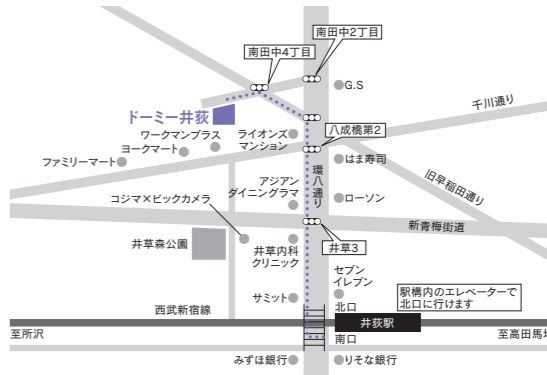 南田中2丁目
南田中4丁目
G.S
千川通り
ドーミー井荻
ワークマンプラス
ヨークマート
ファミリーマート
ライオンズ
マンション
八成橋第2
はま寿司
旧早稲田通り
環八通り
アジアン
ダイニングラマ
ローソン
コジマ×ビックカメラ
新青梅街道
井草森公園
井草内科
クリニック
井草3
セブン
イレブン
サミット
北口
駅構内のエレベーターで
北口に行けます
西武新宿線
井荻駅
至所沢
至高田馬場
南口
みずほ銀行
りそな銀行